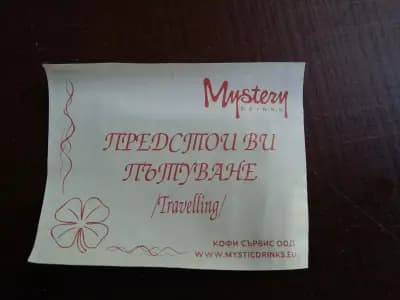 Mystery
DRINKS
ПРЕДСТОИ ВИ
ПЪТУВАНЕ
/Travelling/
КОФИ СЪРВИС ООД
WWW.MYSTICDRINKS.EU